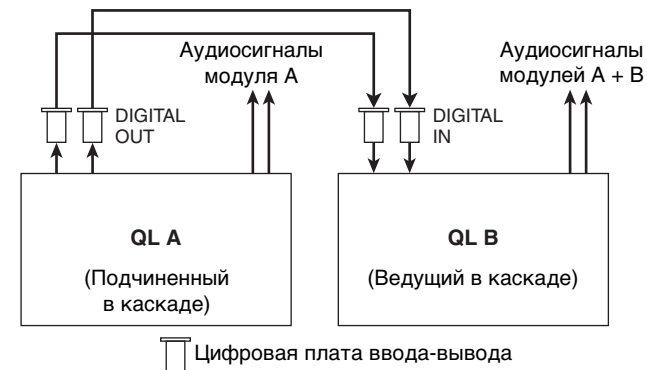 Аудиосигналы
модуля A
Аудиосигналы
модулей A + B
DIGITAL
OUT
DIGITAL
IN
QL A
(Подчиненный
в каскаде)
QL B
(Ведущий в каскаде)
Цифровая плата ввода-вывода